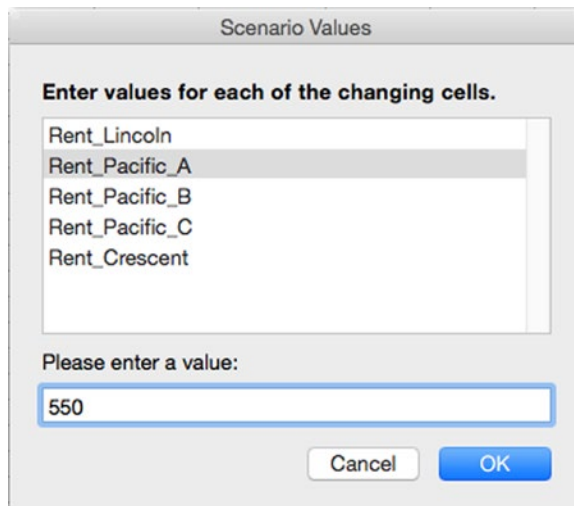 Scenario Values
Enter values for each of the changing cells.
Rent_Lincoln
Rent_Pacific_A
Rent_Pacific_B
Rent_Pacific_C
Rent_Crescent
Please enter a value:
550
Cancel OK